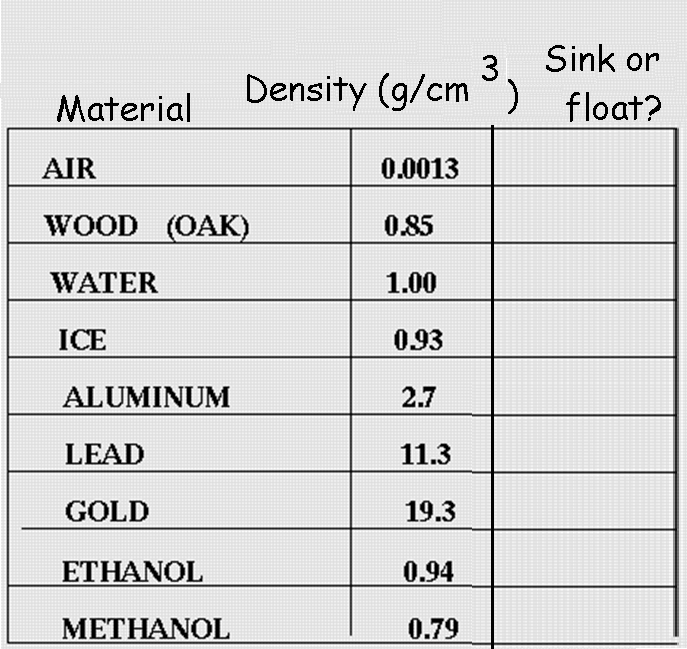 Material Density (g/cm 3) Sink or float?
AIR 0.0013
WOOD (OAK) 0.85
WATER 1.00
ICE 0.93
ALUMINUM 2.7
LEAD 11.3
GOLD 19.3
ETHANOL 0.94
METHANOL 0.79